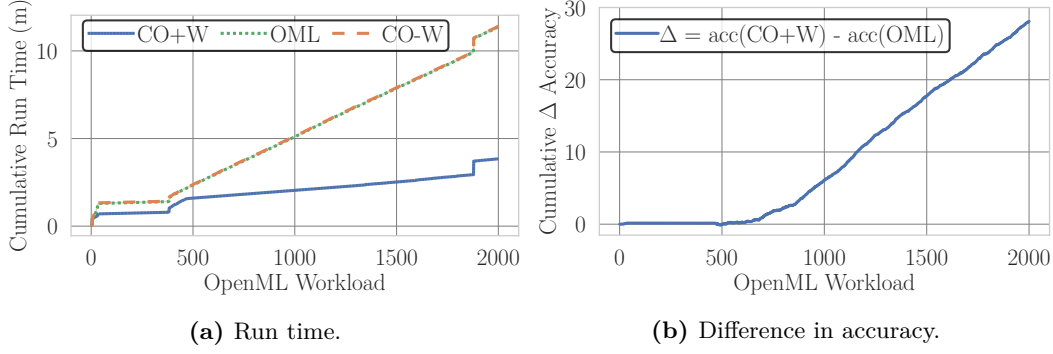 CO+W OML CO-W
Cumulative Run Time (m)
10
5
0
0 500 1000 1500 2000
OpenML Workload
(a) Run time.
Δ = acc(CO+W) - acc(OML)
Cumulative Δ Accuracy
30
20
10
0
0 500 1000 1500 2000
OpenML Workload
(b) Difference in accuracy.